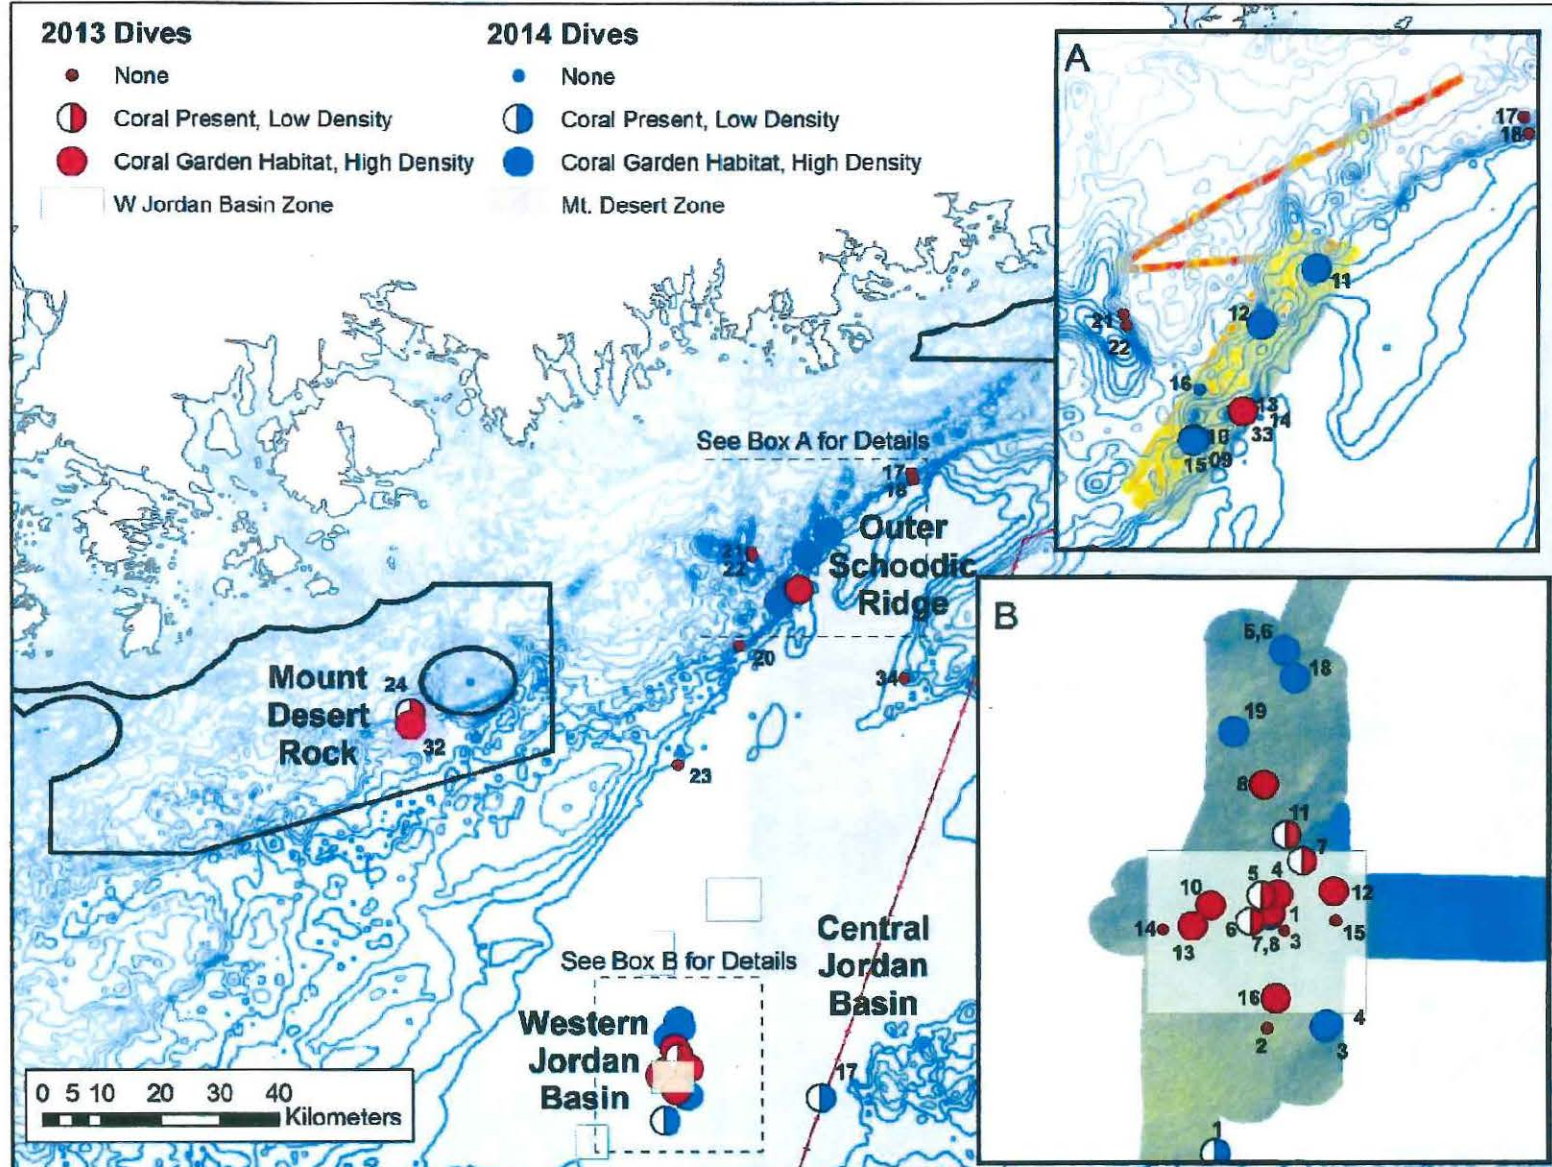 2013 Dives
None
Coral Present, Low Density
Coral Garden Habitat, High Density
W Jordan Basin Zone
2014 Dives
None
Coral Present, Low Density
Coral Garden Habitat, High Density
Mt. Desert Zone
See Box A for Details
17
18
Outer
Schoodic
Ridge
21
22
20
34
Mount
Desert
Rock
24
32
23
Central
Jordan
Basin
See Box B for Details
Western
Jordan
Basin
17
0 5 10 20 30 40
Kilometers
A
17
18
11
12
21
22
16
13
14
33
10
15 09
B
5,6
18
19
8
11
7
5 4
12
10
1
6
14
13
7,8
3
15
16
2
4
3
1